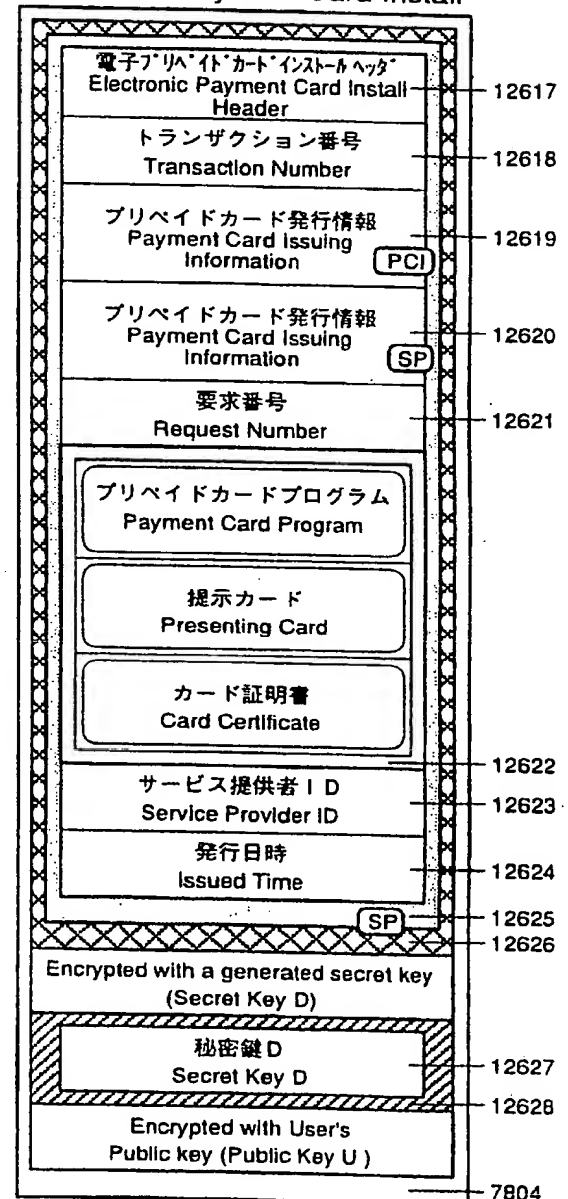 電子プリペイドカードインストールヘッダ
Electronic Payment Card Install
Header
12617
トランザクション番号
Transaction Number
12618
プリペイドカード発行情報
Payment Card Issuing
Information
PCI
12619
プリペイドカード発行情報
Payment Card Issuing
Information
SP
12620
要求番号
Request Number
12621
プリペイドカードプログラム
Payment Card Program
提示カード
Presenting Card
カード証明書
Card Certificate
12622
サービス提供者ID
Service Provider ID
12623
発行日時
Issued Time
12624
SP
12625
12626
Encrypted with a generated secret key
(Secret Key D)
秘密鍵D
Secret Key D
12627
12628
Encrypted with User's
Public key (Public Key U )
7804